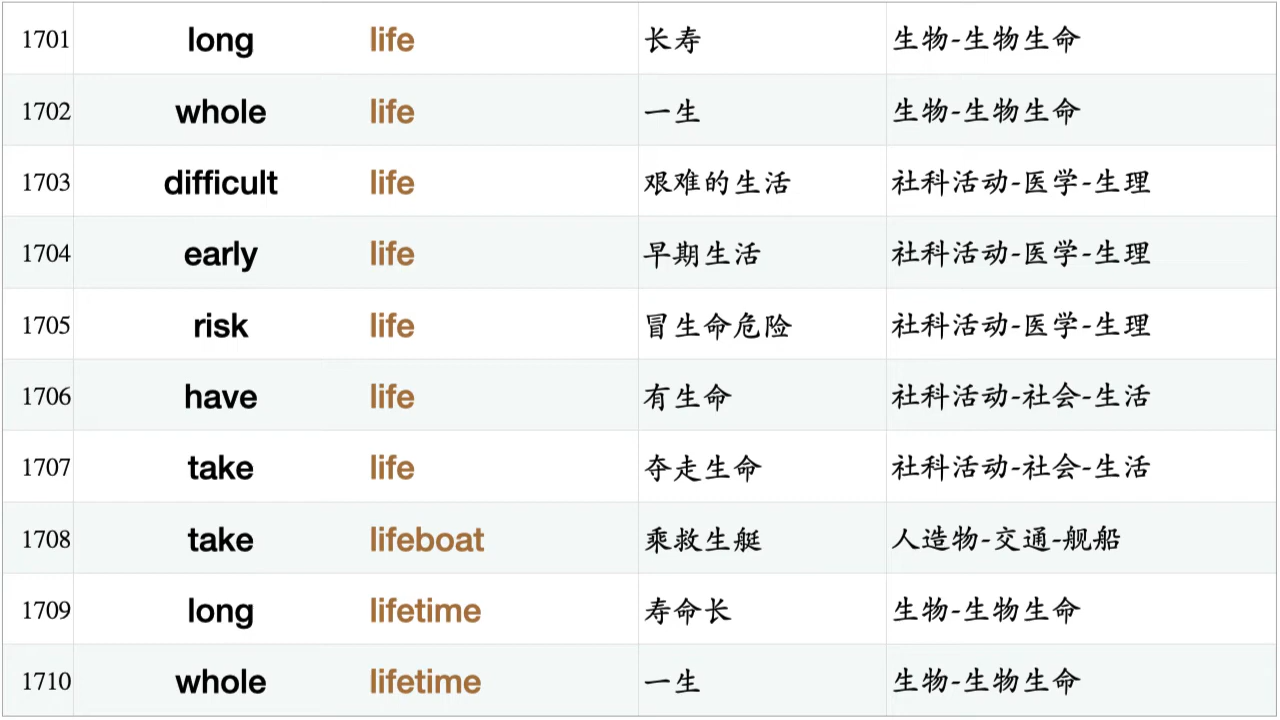 1701 long life 长寿 生物-生物生命
1702 whole life 一生 生物-生物生命
1703 difficult life 艰难的生活 社科活动-医学-生理
1704 early life 早期生活 社科活动-医学-生理
1705 risk life 冒生命危险 社科活动-医学-生理
1706 have life 有生命 社科活动-社会-生活
1707 take life 夺走生命 社科活动-社会-生活
1708 take lifeboat 乘救生艇 人造物-交通-舰船
1709 long lifetime 寿命长 生物-生物生命
1710 whole lifetime 一生 生物-生物生命